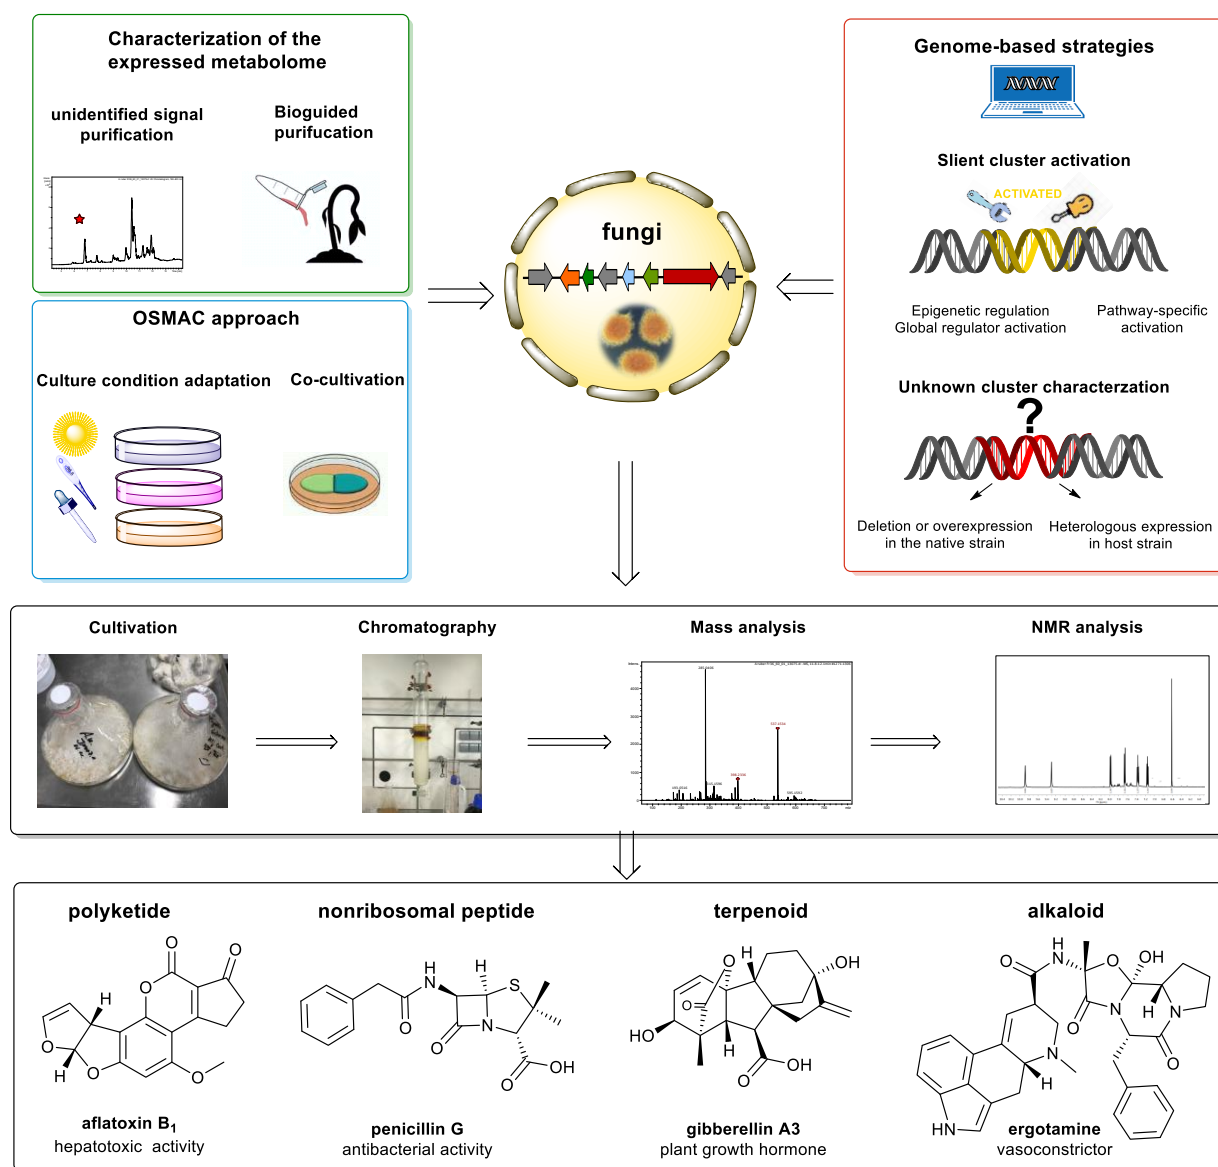 Characterization of the
expressed metabolome
unidentified signal
purification
Bioguided
purifucation
OSMAC approach
Culture condition adaptation
Co-cultivation
fungi
Genome-based strategies
Slient cluster activation
ACTIVATED
Epigenetic regulation
Global regulator activation
Pathway-specific
activation
Unknown cluster characterzation
?
Deletion or overexpression
in the native strain
Heterologous expression
in host strain
Cultivation
Chromatography
Mass analysis
NMR analysis
polyketide
nonribosomal peptide
terpenoid
alkaloid
O
O
O
O
H
O
O
H
N
H
S
O
N
O
O
OH
H
O
OH
O
HO
H
O
OH
NH
O
O
OH
N
H
N
O
O
N
H
HN
aflatoxin B1
hepatotoxic activity
penicillin G
antibacterial activity
gibberellin A3
plant growth hormone
ergotamine
vasoconstrictor